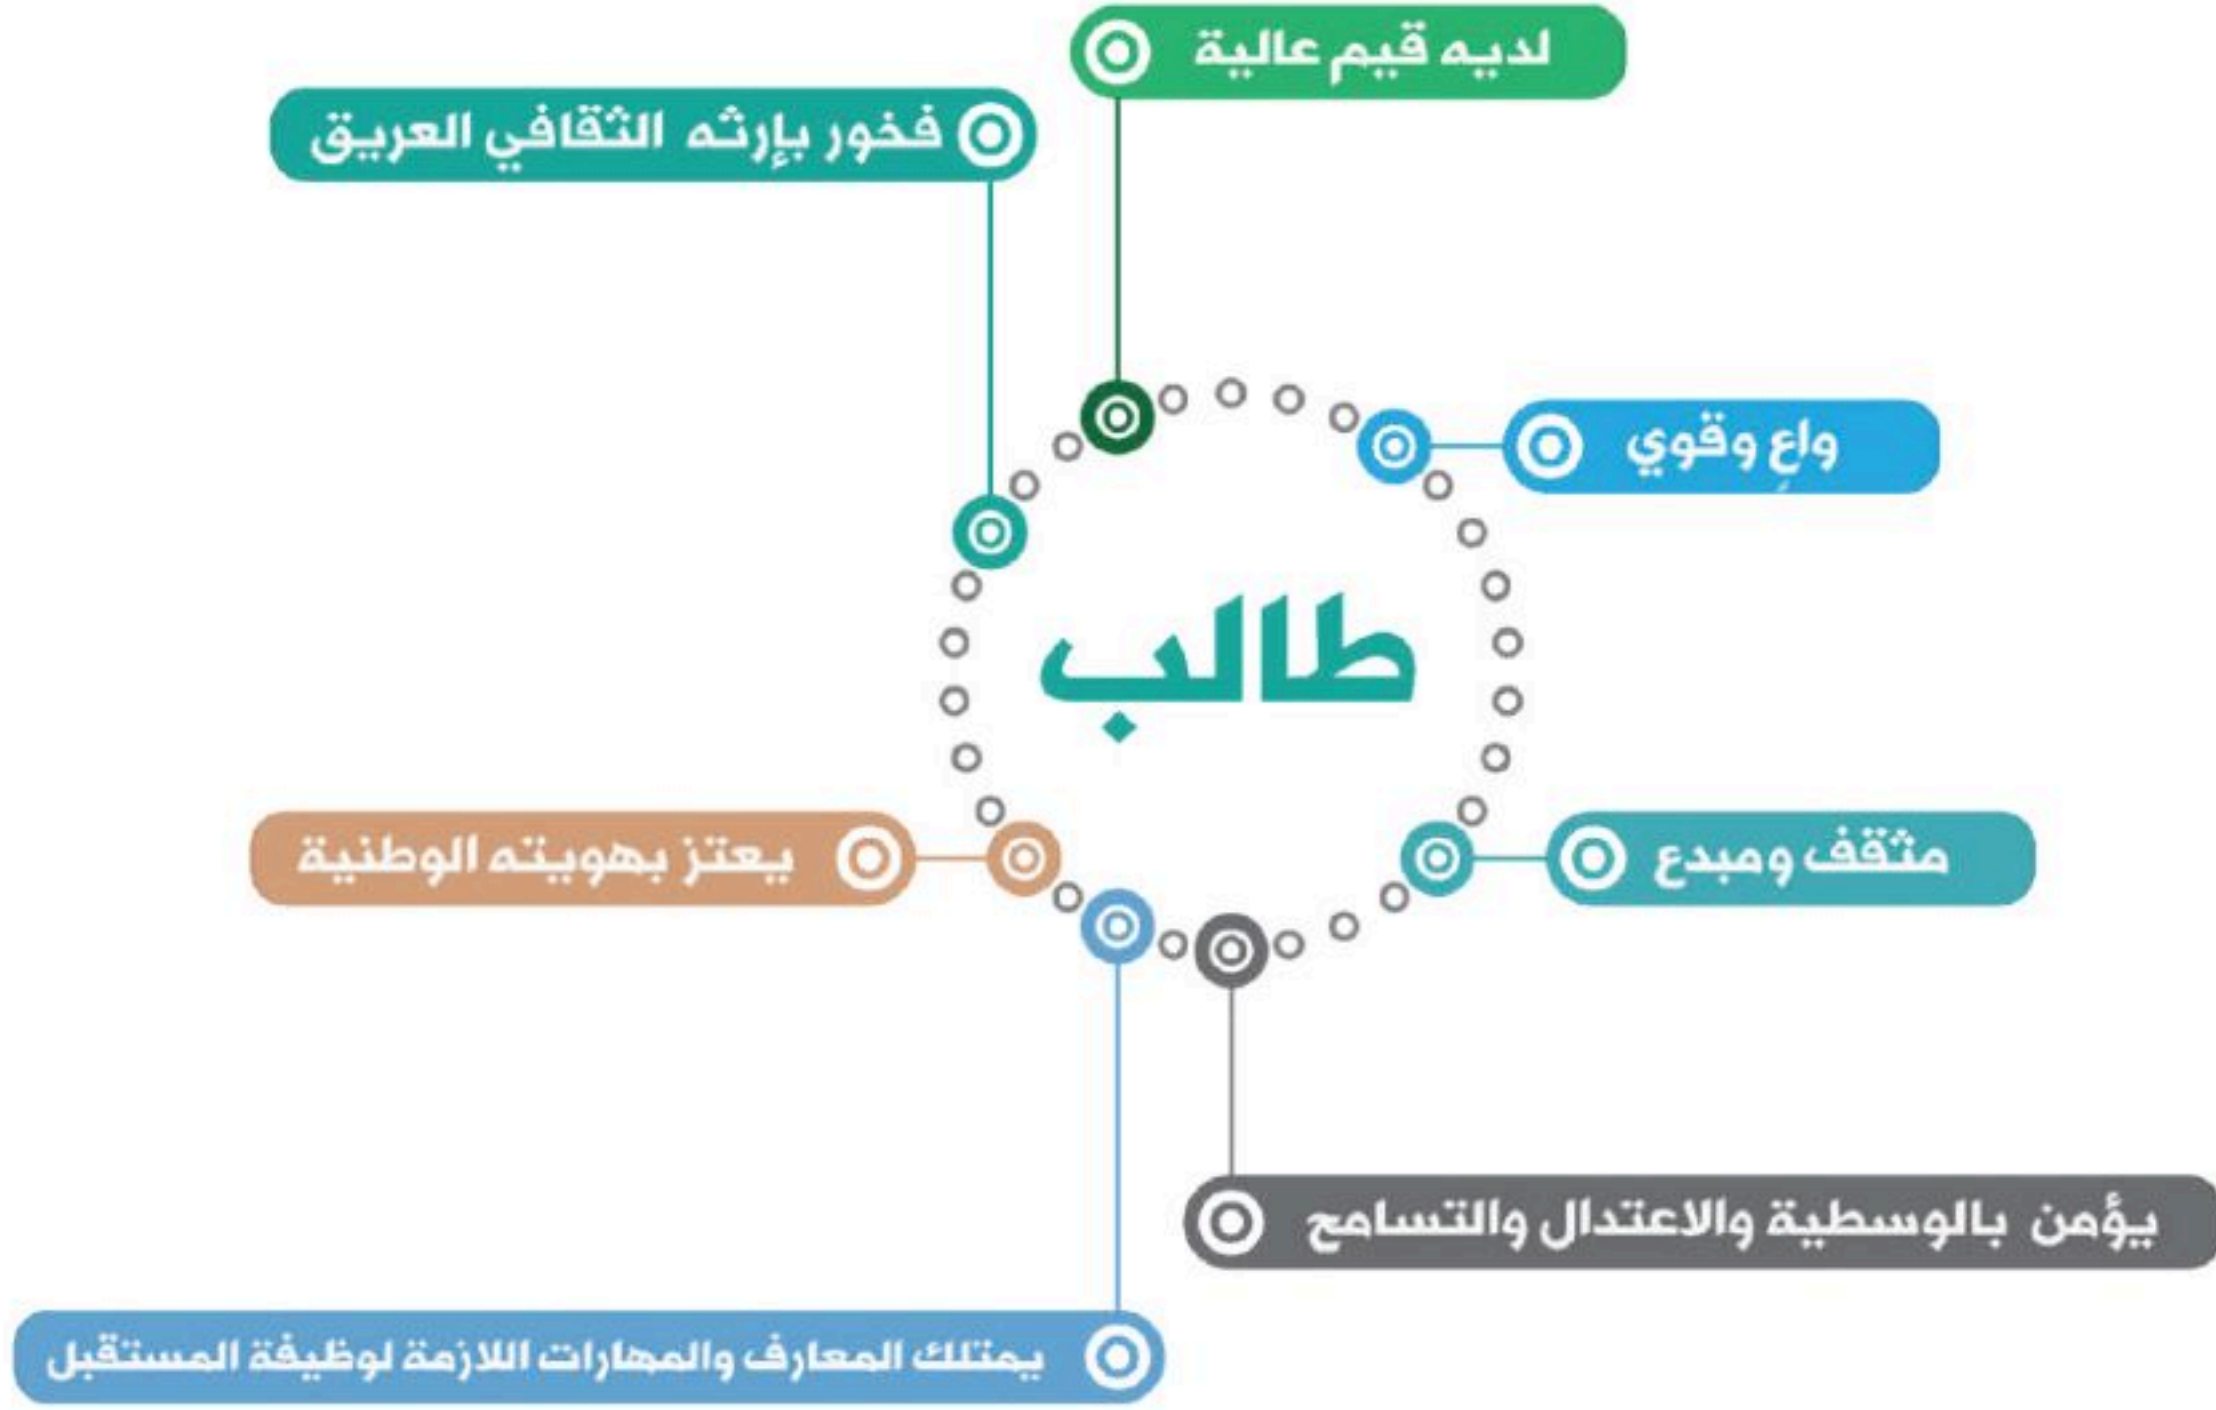 لديه قيم عالية
فخور بإرثه الثقافي العريق
واعٍ وقوي
طالب
يعتز بهويته الوطنية
مثقف ومبدع
يؤمن بالوسطية والاعتدال والتسامح
يمتلك المعارف والمهارات اللازمة لوظيفة المستقبل